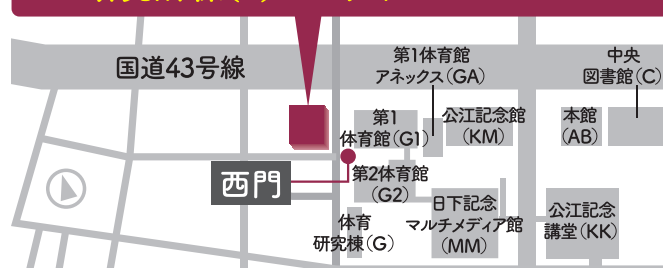 国道43号線
第1体育館
アネックス(GA)
中央
図書館(C)
第1
体育館(G1)
公江記念館
(KM)
本館
(AB)
西門
第2体育館
(G2)
日下記念
マルチメディア館
(MM)
公江記念
講堂(KK)
体育
研究棟(G)